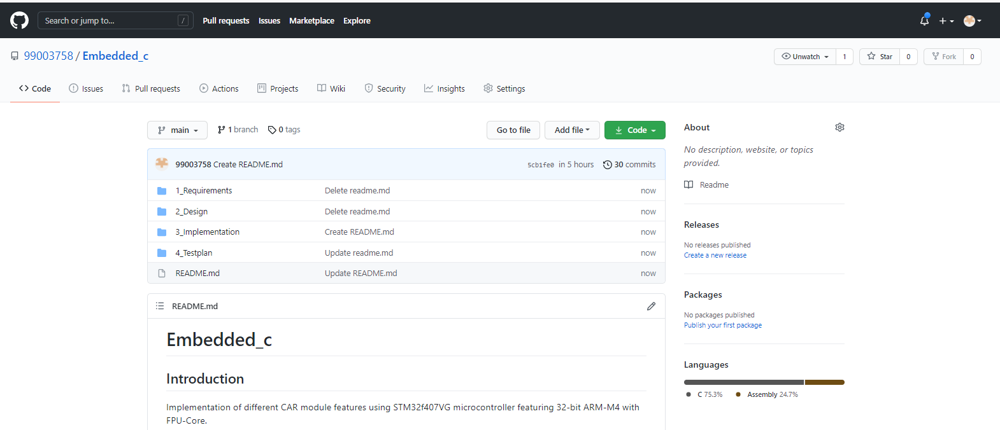 Search or jump to... / Pull requests Issues Marketplace Explore
99003758 / Embedded_c Unwatch 1 Star 0 Fork 0
Code Issues Pull requests Actions Projects Wiki Security Insights Settings
main 1 branch 0 tags Go to file Add file Code
99003758 Create README.md 5cb1fe0 in 5 hours 30 commits
1_Requirements Delete readme.md now
2_Design Delete readme.md now
3_Implementation Create README.md now
4_Testplan Update readme.md now
README.md Update README.md now
README.md
Embedded_c
Introduction
Implementation of different CAR module features using STM32f407VG microcontroller featuring 32-bit ARM-M4 with
FPU-Core.
About
No description, website, or topics
provided.
Readme
Releases
No releases published
Create a new release
Packages
No packages published
Publish your first package
Languages
C 75.3% Assembly 24.7%